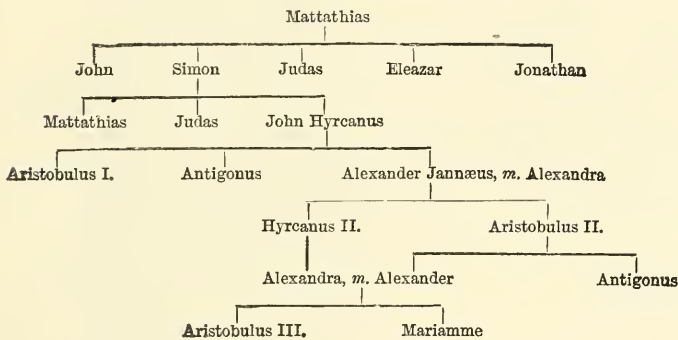 Mattathias
John Simon Judas Eleazar Jonathan
Mattathias Judas John Hyrcanus
Aristobulus I. Antigonus Alexander Jannæus, m. Alexandra
Hyrcanus II. Aristobulus II.
Alexandra, m. Alexander Antigonus
Aristobulus III. Mariamme